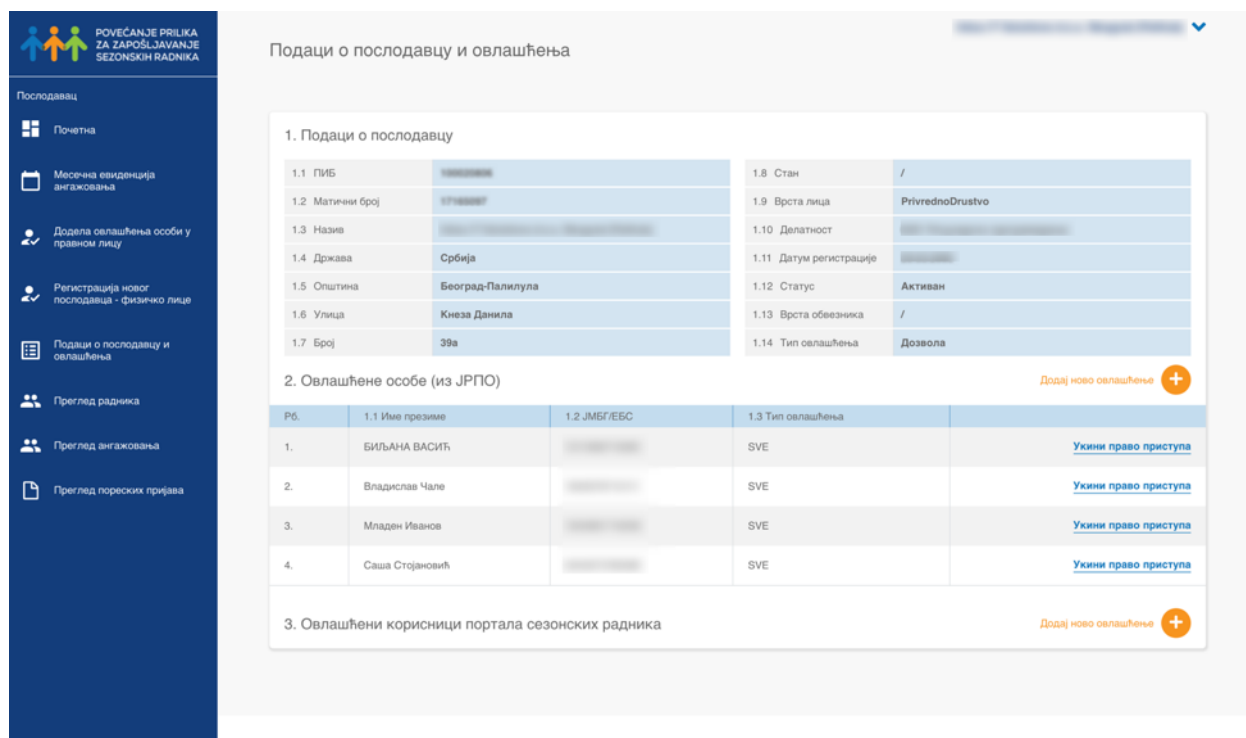 POVEĆANJE PRILIKA
ZA ZAPOŠLJAVANJE
SEZONSKIH RADNIKA
Послодавац
Почетна
Месечна евиденција
ангажовања
Додела овлашћења особи у
правном лицу
Регистрација новог
послодавца - физичко лице
Подаци о послодавцу и
овлашћења
Преглед радника
Преглед ангажовања
Преглед пореских пријава
Подаци о послодавцу и овлашћења
1. Подаци о послодавцу
1.1 ПИБ
1.2 Матични број
1.3 Назив
1.4 Држава Србија
1.5 Општина Београд-Палилула
1.6 Улица Кнеза Данила
1.7 Број 39а
1.8 Стан /
1.9 Врста лица PrivrednoDrustvo
1.10 Делатност
1.11 Датум регистрације
1.12 Статус Активан
1.13 Врста обвезника /
1.14 Тип овлашћења Дозвола
2. Овлашћене особе (из ЈРПО) Додај ново овлашћење
Рб. 1.1 Име презиме 1.2 ЈМБГ/ЕБС 1.3 Тип овлашћења
1. БИЉАНА ВАСИЋ SVE Укини право приступа
2. Владислав Чале SVE Укини право приступа
3. Младен Иванов SVE Укини право приступа
4. Саша Стојановић SVE Укини право приступа
3. Овлашћени корисници портала сезонских радника Додај ново овлашћење